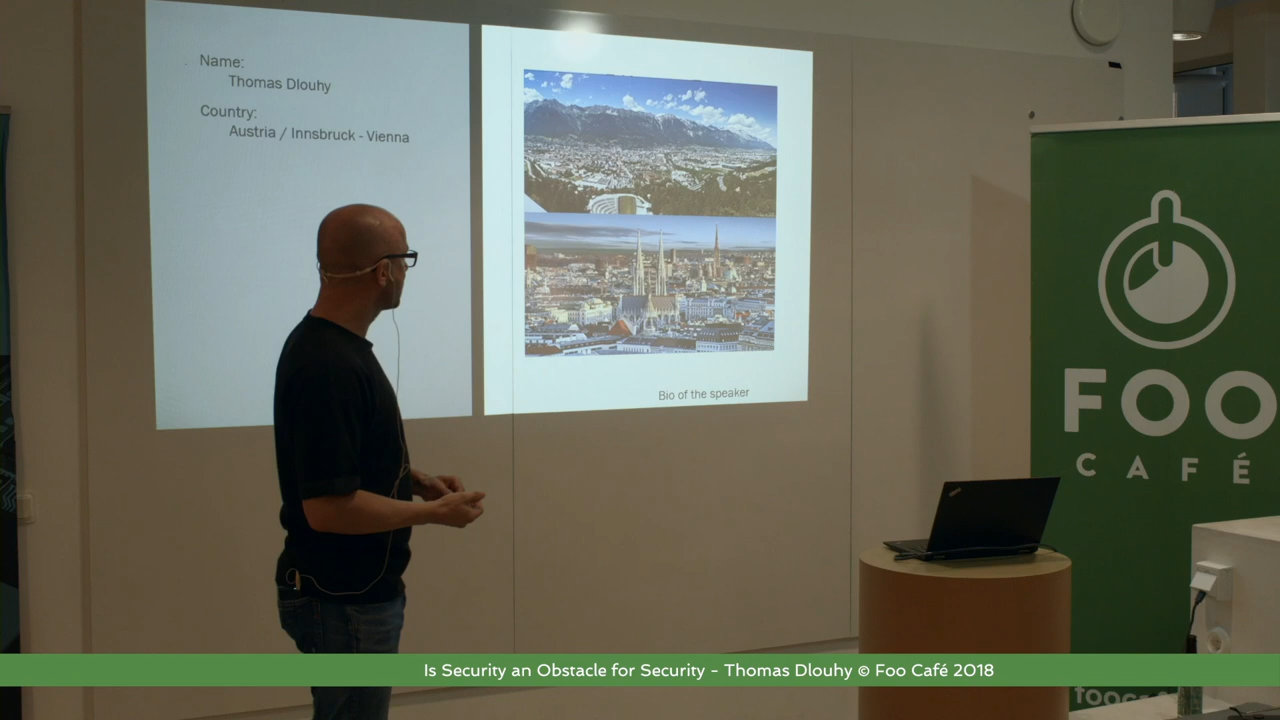 Name:
Thomas Dlouhy
Country:
Austria / Innsbruck - Vienna
Bio of the speaker
FOO
CAFÉ
Is Security an Obstacle for Security - Thomas Dlouhy © Foo Café 2018